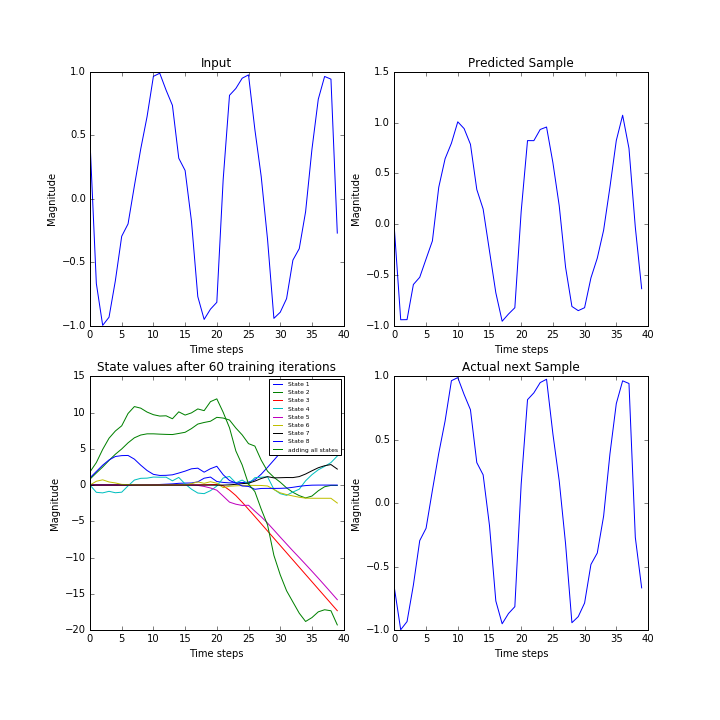 Input
1.0
0.5
0.0
−0.5
−1.0
Magnitude
0 5 10 15 20 25 30 35 40
Time steps
Predicted Sample
1.5
1.0
0.5
0.0
−0.5
−1.0
Magnitude
0 5 10 15 20 25 30 35 40
Time steps
State values after 60 training iterations
15
10
5
0
−5
−10
−15
−20
Magnitude
State 1
State 2
State 3
State 4
State 5
State 6
State 7
State 8
adding all states
0 5 10 15 20 25 30 35 40
Time steps
Actual next Sample
1.0
0.5
0.0
−0.5
−1.0
Magnitude
0 5 10 15 20 25 30 35 40
Time steps